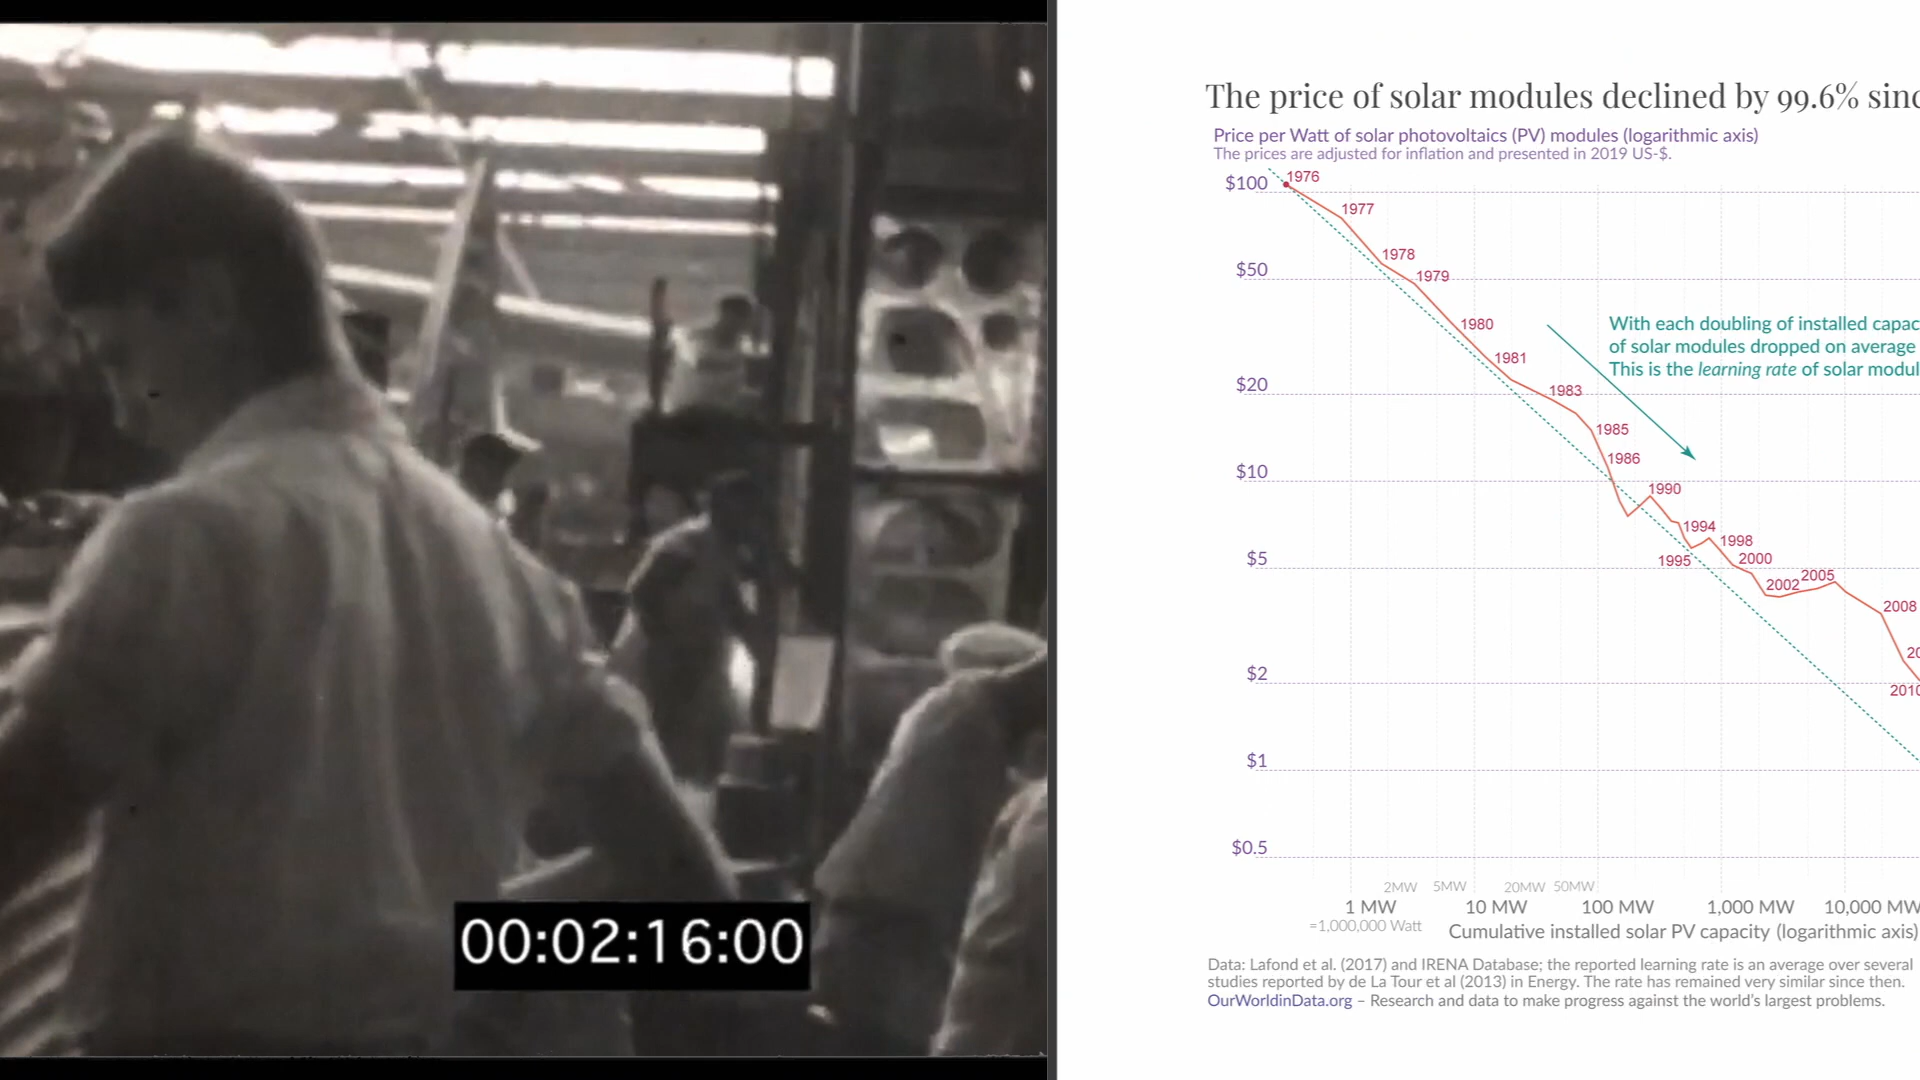 00:02:16:00
The price of solar modules declined by 99.6% sinc
Price per Watt of solar photovoltaics (PV) modules (logarithmic axis)
The prices are adjusted for inflation and presented in 2019 US-$.
$100
$50
$20
$10
$5
$2
$1
$0.5
1976
1977
1978
1979
1980
1981
1983
1985
1986
1990
1994
1995
1998
2000
2002
2005
2008
20
2010
With each doubling of installed capac
of solar modules dropped on average
This is the learning rate of solar modul
2MW 5MW 20MW 50MW
1 MW 10 MW 100 MW 1,000 MW 10,000 MW
=1,000,000 Watt
Cumulative installed solar PV capacity (logarithmic axis)
Data: Lafond et al. (2017) and IRENA Database; the reported learning rate is an average over several
studies reported by de La Tour et al (2013) in Energy. The rate has remained very similar since then.
OurWorldinData.org – Research and data to make progress against the world's largest problems.